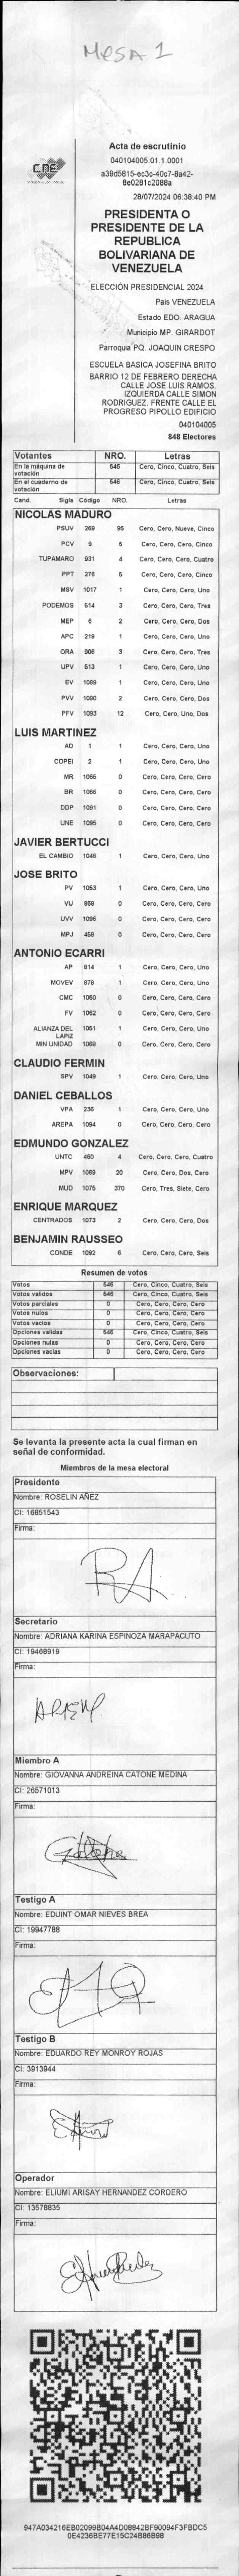 MESA 1
CNE
Acta de escrutinio
040104005.01.1.0001
a39d5815-ec3c-40c7-8a42-
8e0281c2088a
28/07/2024 06:38:40 PM
PRESIDENTA O
PRESIDENTE DE LA
REPUBLICA
BOLIVARIANA DE
VENEZUELA
ELECCIÓN PRESIDENCIAL 2024
Pais VENEZUELA
Estado EDO. ARAGUA
Municipio MP. GIRARDOT
Parroquia PQ. JOAQUIN CRESPO
ESCUELA BASICA JOSEFINA BRITO
BARRIO 12 DE FEBRERO DERECHA
CALLE JOSE LUIS RAMOS.
IZQUIERDA CALLE SIMON
RODRIGUEZ. FRENTE CALLE EL
PROGRESO PIPOLLO EDIFICIO
040104005
848 Electores
Votantes NRO. Letras
En la máquina de votación 546 Cero, Cinco, Cuatro, Seis
En el cuaderno de votación 546 Cero, Cinco, Cuatro, Seis
Cand. Sigla Código NRO. Letras
NICOLAS MADURO
PSUV 269 95 Cero, Cero, Nueve, Cinco
PCV 9 5 Cero, Cero, Cero, Cinco
TUPAMARO 931 4 Cero, Cero, Cero, Cuatro
PPT 276 5 Cero, Cero, Cero, Cinco
MSV 1017 1 Cero, Cero, Cero, Uno
PODEMOS 514 3 Cero, Cero, Cero, Tres
MEP 6 2 Cero, Cero, Cero, Dos
APC 219 1 Cero, Cero, Cero, Uno
ORA 906 3 Cero, Cero, Cero, Tres
UPV 513 1 Cero, Cero, Cero, Uno
EV 1089 1 Cero, Cero, Cero, Uno
PVV 1090 2 Cero, Cero, Cero, Dos
PFV 1093 12 Cero, Cero, Uno, Dos
LUIS MARTINEZ
AD 1 1 Cero, Cero, Cero, Uno
COPEI 2 1 Cero, Cero, Cero, Uno
MR 1055 0 Cero, Cero, Cero, Cero
BR 1066 0 Cero, Cero, Cero, Cero
DDP 1091 0 Cero, Cero, Cero, Cero
UNE 1095 0 Cero, Cero, Cero, Cero
JAVIER BERTUCCI
EL CAMBIO 1048 1 Cero, Cero, Cero, Uno
JOSE BRITO
PV 1053 1 Cero, Cero, Cero, Uno
VU 968 0 Cero, Cero, Cero, Cero
UVV 1096 0 Cero, Cero, Cero, Cero
MPJ 458 0 Cero, Cero, Cero, Cero
ANTONIO ECARRI
AP 814 1 Cero, Cero, Cero, Uno
MOVEV 678 1 Cero, Cero, Cero, Uno
CMC 1050 0 Cero, Cero, Cero, Cero
FV 1062 0 Cero, Cero, Cero, Cero
ALIANZA DEL LAPIZ 1051 1 Cero, Cero, Cero, Uno
MIN UNIDAD 1068 0 Cero, Cero, Cero, Cero
CLAUDIO FERMIN
SPV 1049 1 Cero, Cero, Cero, Uno
DANIEL CEBALLOS
VPA 236 1 Cero, Cero, Cero, Uno
AREPA 1094 0 Cero, Cero, Cero, Cero
EDMUNDO GONZALEZ
UNTC 460 4 Cero, Cero, Cero, Cuatro
MPV 1069 20 Cero, Cero, Dos, Cero
MUD 1075 370 Cero, Tres, Siete, Cero
ENRIQUE MARQUEZ
CENTRADOS 1073 2 Cero, Cero, Cero, Dos
BENJAMIN RAUSSEO
CONDE 1092 6 Cero, Cero, Cero, Seis
Resumen de votos
Votos 546 Cero, Cinco, Cuatro, Seis
Votos validos 546 Cero, Cinco, Cuatro, Seis
Votos parciales 0 Cero, Cero, Cero, Cero
Votos nulos 0 Cero, Cero, Cero, Cero
Votos vacios 0 Cero, Cero, Cero, Cero
Opciones validas 546 Cero, Cinco, Cuatro, Seis
Opciones nulas 0 Cero, Cero, Cero, Cero
Opciones vacias 0 Cero, Cero, Cero, Cero
Observaciones:
Se levanta la presente acta la cual firman en
señal de conformidad.
Miembros de la mesa electoral
Presidente
Nombre: ROSELIN AÑEZ
CI: 16851543
Firma:
RA
Secretario
Nombre: ADRIANA KARINA ESPINOZA MARAPACUTO
CI: 19468919
Firma:
Miembro A
Nombre: GIOVANNA ANDREINA CATONE MEDINA
CI: 26571013
Firma:
Testigo A
Nombre: EDUINT OMAR NIEVES BREA
CI: 19947788
Firma:
Testigo B
Nombre: EDUARDO REY MONROY ROJAS
CI: 3913944
Firma:
Operador
Nombre: ELIUMI ARISAY HERNANDEZ CORDERO
CI: 13578835
Firma:
947A034216EB02099B04A4D08842BF90094F3FBDC5
0E4236BE77E15C24B86B98